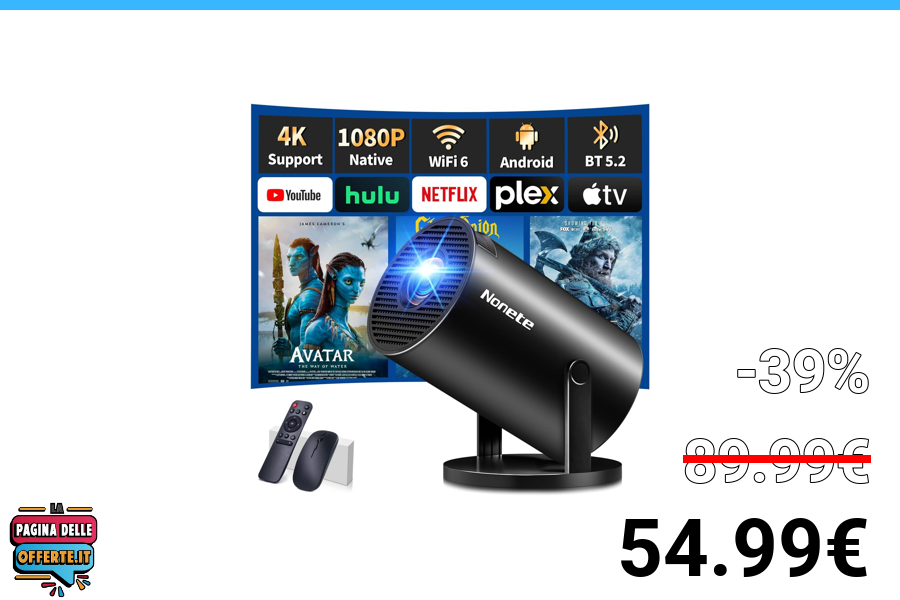 4K
Support
1080P
Native
WiFi 6
Android
BT 5.2
YouTube
hulu
NETFLIX
plex
tv
JAMES CAMERON'S
AVATAR
THE WAY OF WATER
Nonete
-39%
89.99€
54.99€
LA
PAGINA DELLE
OFFERTE.IT